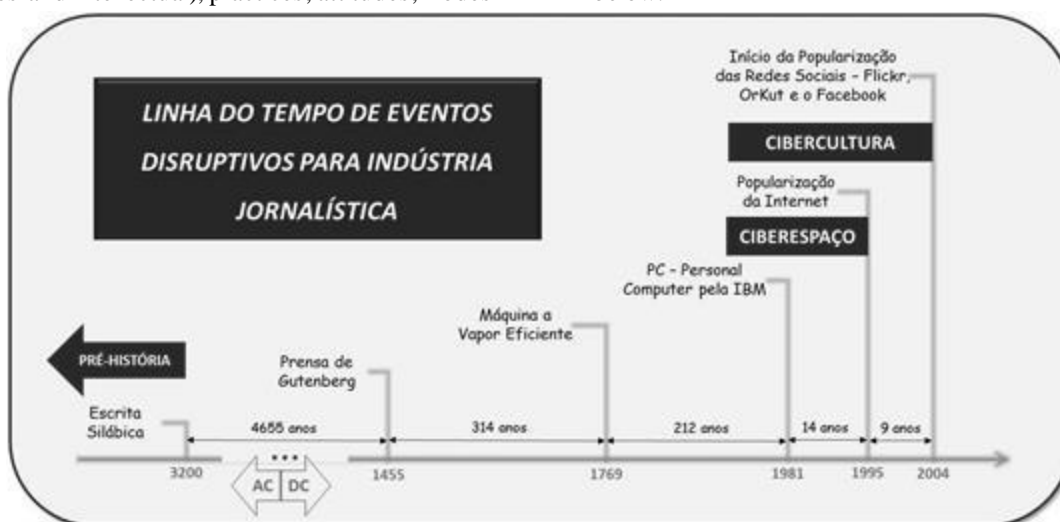 LINHA DO TEMPO DE EVENTOS
DISRUPTIVOS PARA INDÚSTRIA
JORNALÍSTICA
Início da Popularização
das Redes Sociais - Flickr,
OrKut e o Facebook
CIBERCULTURA
Popularização
da Internet
CIBERESPAÇO
PC - Personal
Computer pela IBM
Máquina a
Vapor Eficiente
PRÉ-HISTÓRIA
Prensa de
Gutenberg
Escrita
Silábica
4655 anos
314 anos
212 anos
14 anos
9 anos
3200
AC
DC
1455
1769
1981
1995
2004